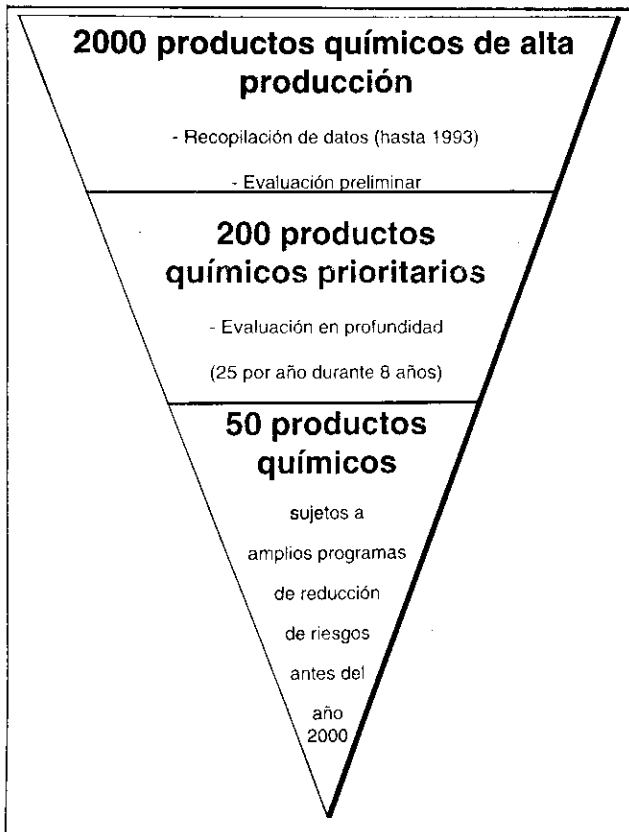 2000 productos químicos de alta
producción
- Recopilación de datos (hasta 1993)
- Evaluación preliminar
200 productos
químicos prioritarios
- Evaluación en profundidad
(25 por año durante 8 años)
50 productos
químicos
sujetos a
amplios programas
de reducción
de riesgos
antes del
año
2000